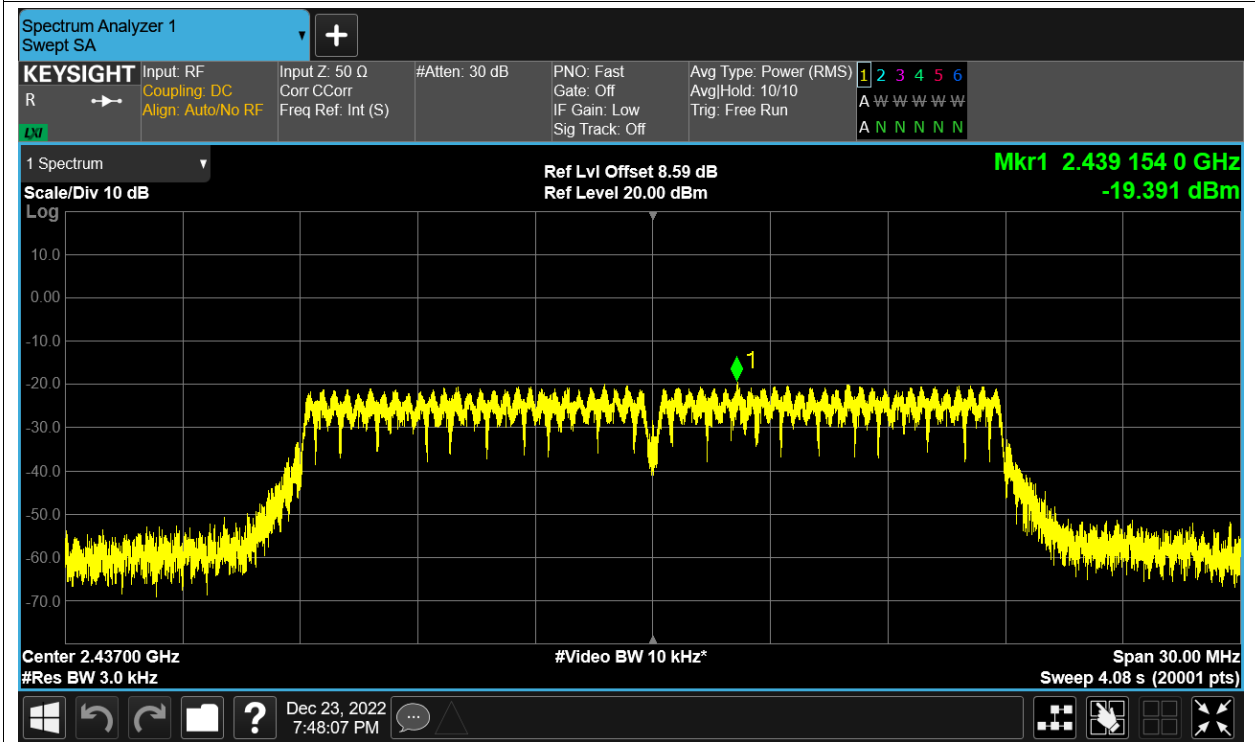 Spectrum Analyzer 1
Swept SA
+
KEYSIGHT
R
LXI
Input: RF
Coupling: DC
Align: Auto/No RF
Input Z: 50 Ω
Corr CCorr
Freq Ref: Int (S)
#Atten: 30 dB
PNO: Fast
Gate: Off
IF Gain: Low
Sig Track: Off
Avg Type: Power (RMS)
Avg|Hold: 10/10
Trig: Free Run
1 2 3 4 5 6
A W W W W W
A N N N N N
1 Spectrum
Scale/Div 10 dB
Ref Lvl Offset 8.59 dB
Ref Level 20.00 dBm
Mkr1 2.439 154 0 GHz
-19.391 dBm
Log
10.0
0.00
-10.0
-20.0
-30.0
-40.0
-50.0
-60.0
-70.0
1
Center 2.43700 GHz
#Res BW 3.0 kHz
#Video BW 10 kHz*
Span 30.00 MHz
Sweep 4.08 s (20001 pts)
?
Dec 23, 2022
7:48:07 PM